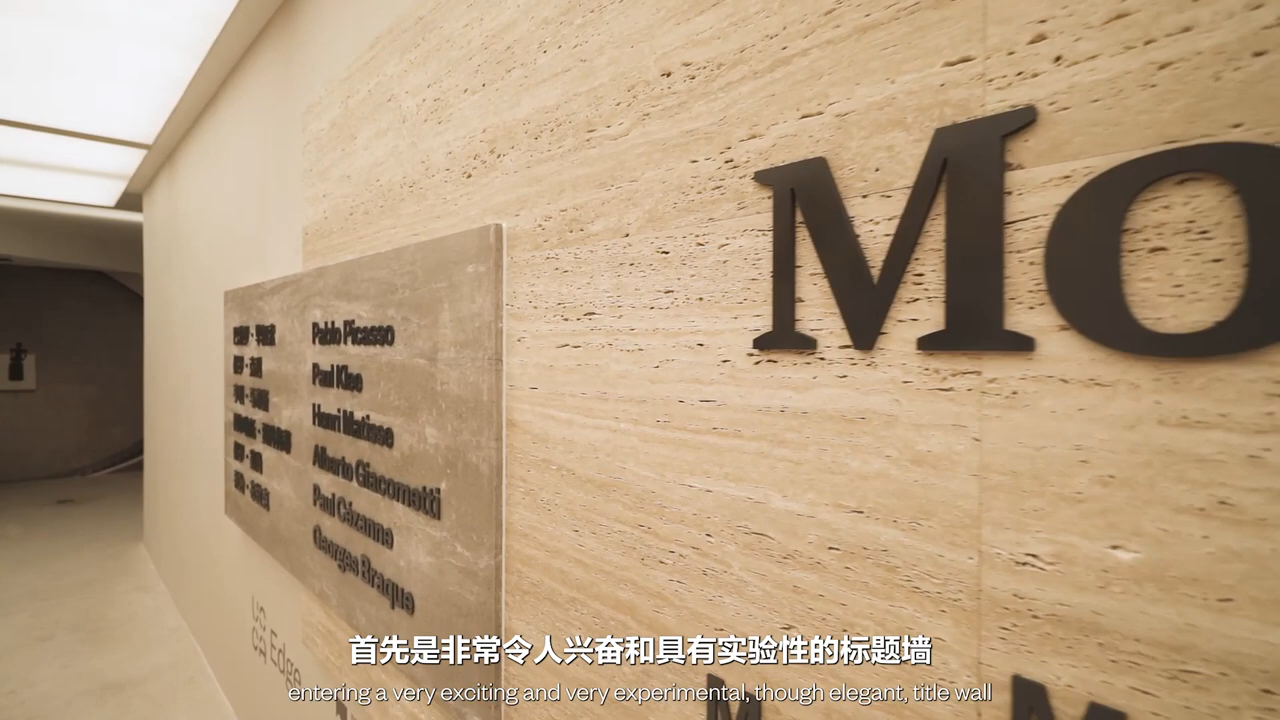 Mo
Pablo Picasso
Paul Klee
Henri Matisse
Alberto Giacometti
Paul Cézanne
Georges Braque
UCCA Edge
首先是非常令人兴奋和具有实验性的标题墙
entering a very exciting and very experimental, though elegant, title wall